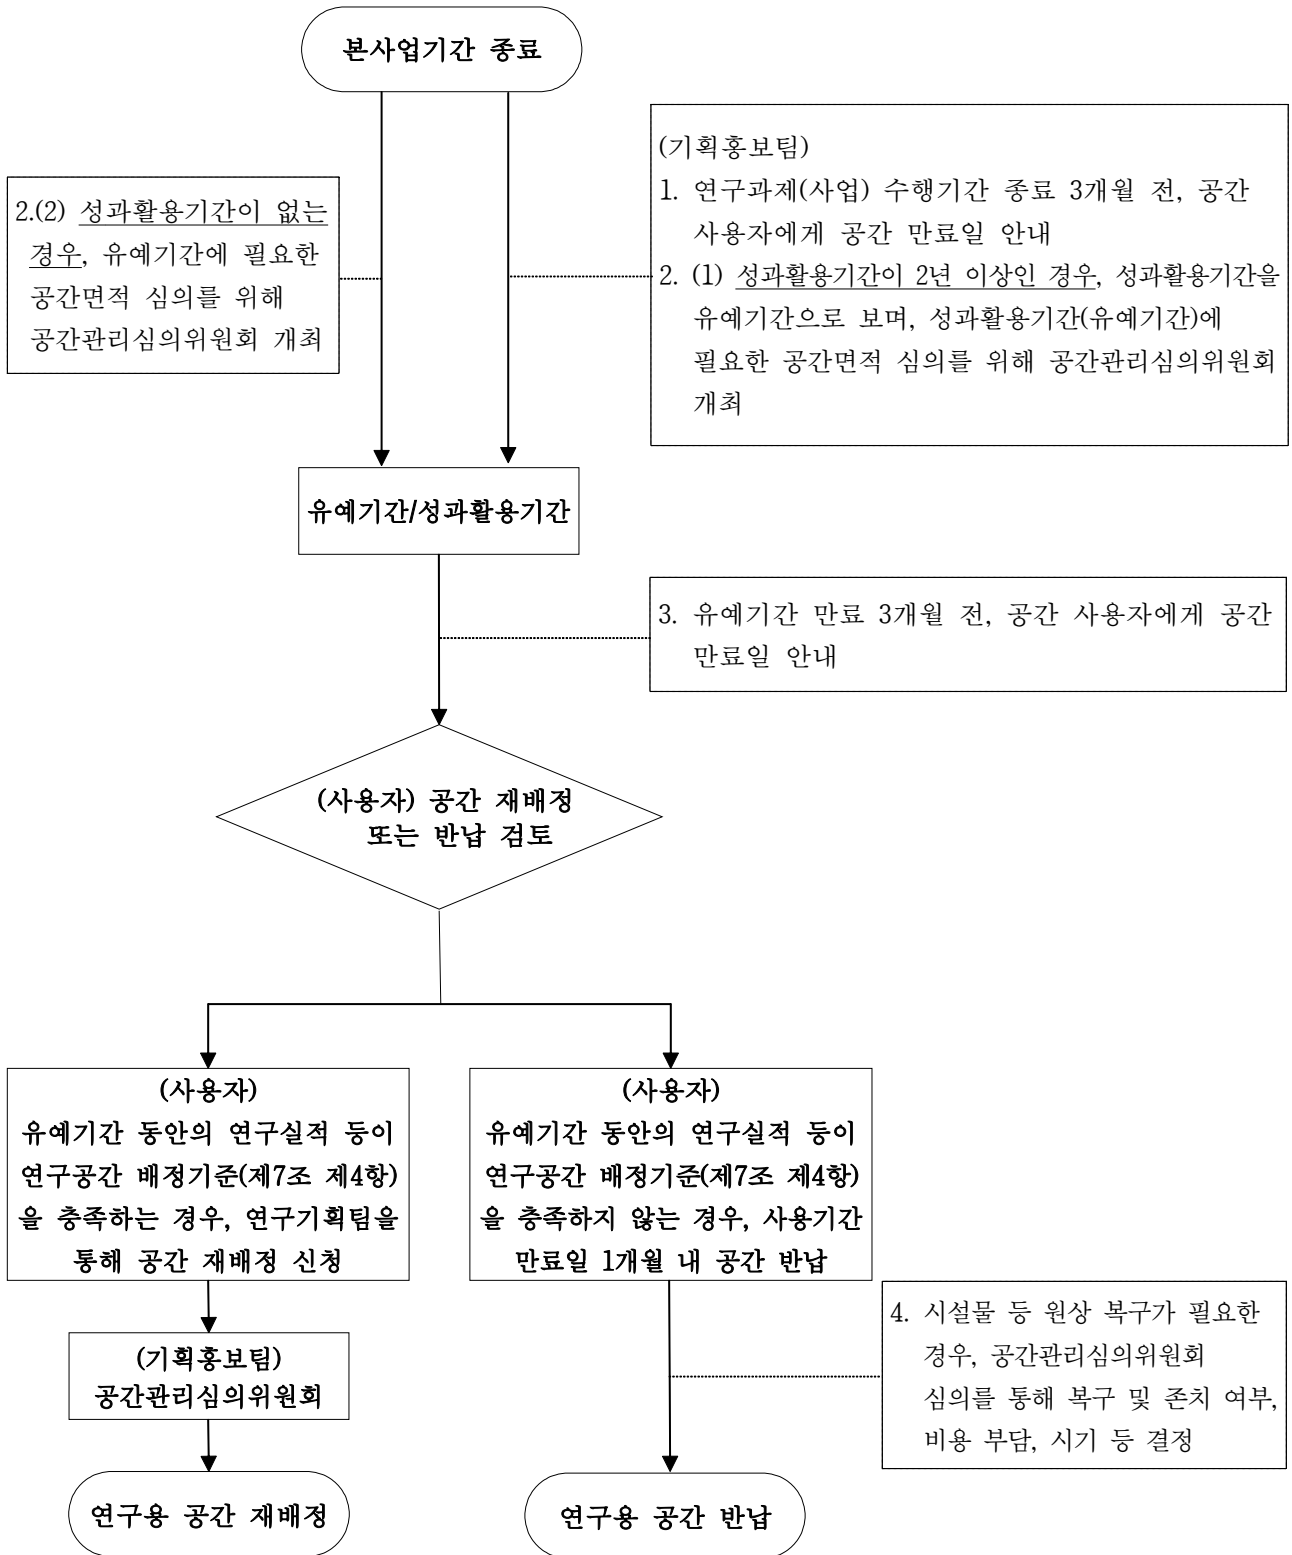 본사업기간 종료
(기획홍보팀)
1. 연구과제(사업) 수행기간 종료 3개월 전, 공간
사용자에게 공간 만료일 안내
2. (1) 성과활용기간이 2년 이상인 경우, 성과활용기간을
유예기간으로 보며, 성과활용기간(유예기간)에
필요한 공간면적 심의를 위해 공간관리심의위원회
개최
2.(2) 성과활용기간이 없는
경우, 유예기간에 필요한
공간면적 심의를 위해
공간관리심의위원회 개최
유예기간/성과활용기간
3. 유예기간 만료 3개월 전, 공간 사용자에게 공간
만료일 안내
(사용자) 공간 재배정
또는 반납 검토
(사용자)
유예기간 동안의 연구실적 등이
연구공간 배정기준(제7조 제4항)
을 충족하는 경우, 연구기획팀을
통해 공간 재배정 신청
(사용자)
유예기간 동안의 연구실적 등이
연구공간 배정기준(제7조 제4항)
을 충족하지 않는 경우, 사용기간
만료일 1개월 내 공간 반납
4. 시설물 등 원상 복구가 필요한
경우, 공간관리심의위원회
심의를 통해 복구 및 존치 여부,
비용 부담, 시기 등 결정
(기획홍보팀)
공간관리심의위원회
연구용 공간 재배정
연구용 공간 반납